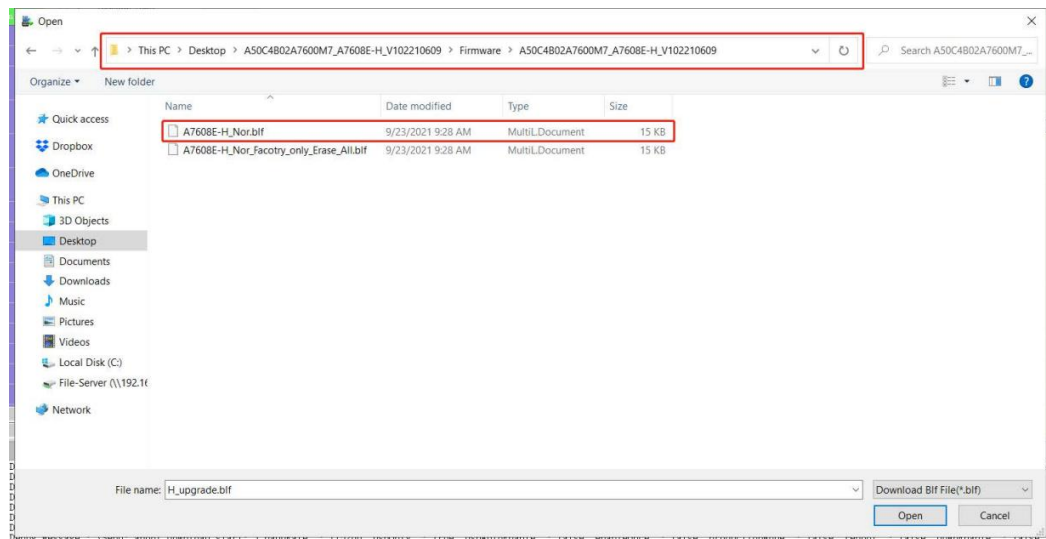 Open
This PC > Desktop > A50C4B02A7600M7_A7608E-H_V102210609 > Firmware > A50C4B02A7600M7_A7608E-H_V102210609
Search A50C4B02A7600M7_...
Organize
New folder
Name Date modified Type Size
A7608E-H_Nor.blf 9/23/2021 9:28 AM MultiL.Document 15 KB
A7608E-H_Nor_Facotry_only_Erase_All.blf 9/23/2021 9:28 AM MultiL.Document 15 KB
Quick access
Dropbox
OneDrive
This PC
3D Objects
Desktop
Documents
Downloads
Music
Pictures
Videos
Local Disk (C:)
File-Server (\\192.16
Network
File name: H_upgrade.blf
Download Blf File(*.blf)
Open Cancel